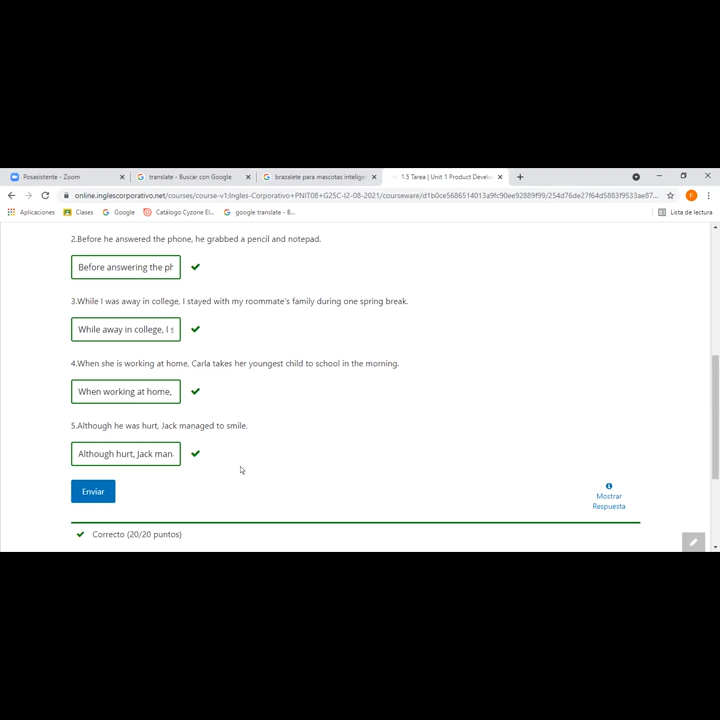 Posasistente - Zoom
translate - Buscar con Google
brazalete para mascotas intelig
1.5 Tarea | Unit 1 Product Devel
online.inglescorporativo.net/courses/course-v1:Ingles-Corporativo+PNIT08+G25C-I2-08-2021/courseware/d1b0ce5686514013a9fc90ee92889f99/254d76de27f64d5883f9533ae87...
F
Aplicaciones
Clases
Google
Catálogo Cyzone El...
google translate - B...
Lista de lectura
2.Before he answered the phone, he grabbed a pencil and notepad.
Before answering the ph
3.While I was away in college, I stayed with my roommate's family during one spring break.
While away in college, I s
4.When she is working at home, Carla takes her youngest child to school in the morning.
When working at home,
5.Although he was hurt, Jack managed to smile.
Although hurt, Jack man
Enviar
Mostrar
Respuesta
Correcto (20/20 puntos)